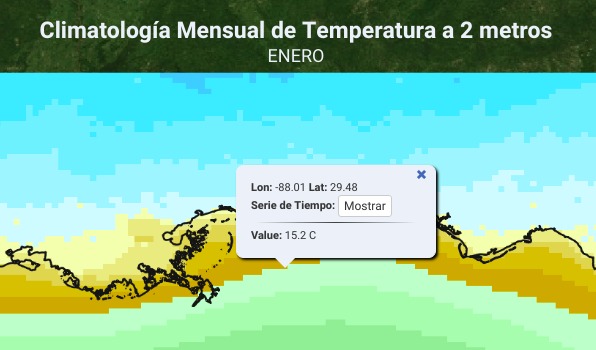 Climatología Mensual de Temperatura a 2 metros
ENERO
Lon: -88.01 Lat: 29.48
Serie de Tiempo: Mostrar
Value: 15.2 C